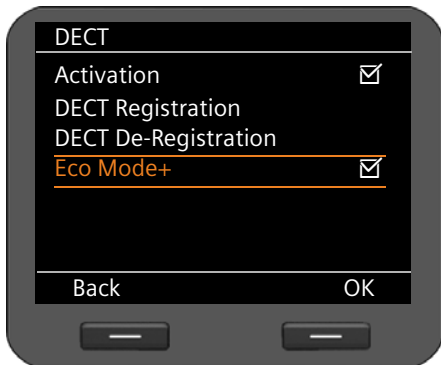 DECT
Activation
DECT Registration
DECT De-Registration
Eco Mode+
Back OK